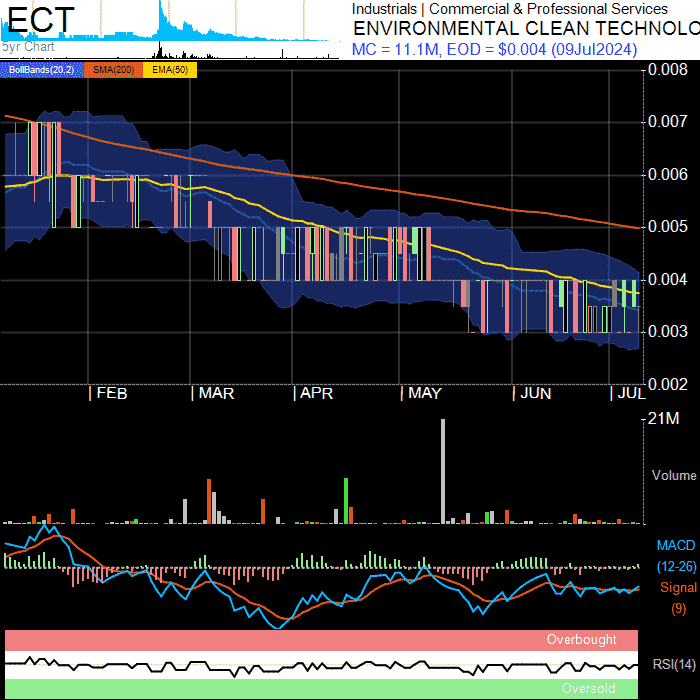 ECT
5yr Chart
Industrials | Commercial & Professional Services
ENVIRONMENTAL CLEAN TECHNOLO
MC = 11.1M, EOD = $0.004 (09Jul2024)
BollBands(20,2) SMA(200) EMA(50)
0.008
0.007
0.006
0.005
0.004
0.003
0.002
FEB MAR APR MAY JUN JUL
21M
Volume
MACD
(12-26)
Signal
(9)
Overbought
RSI(14)
Oversold